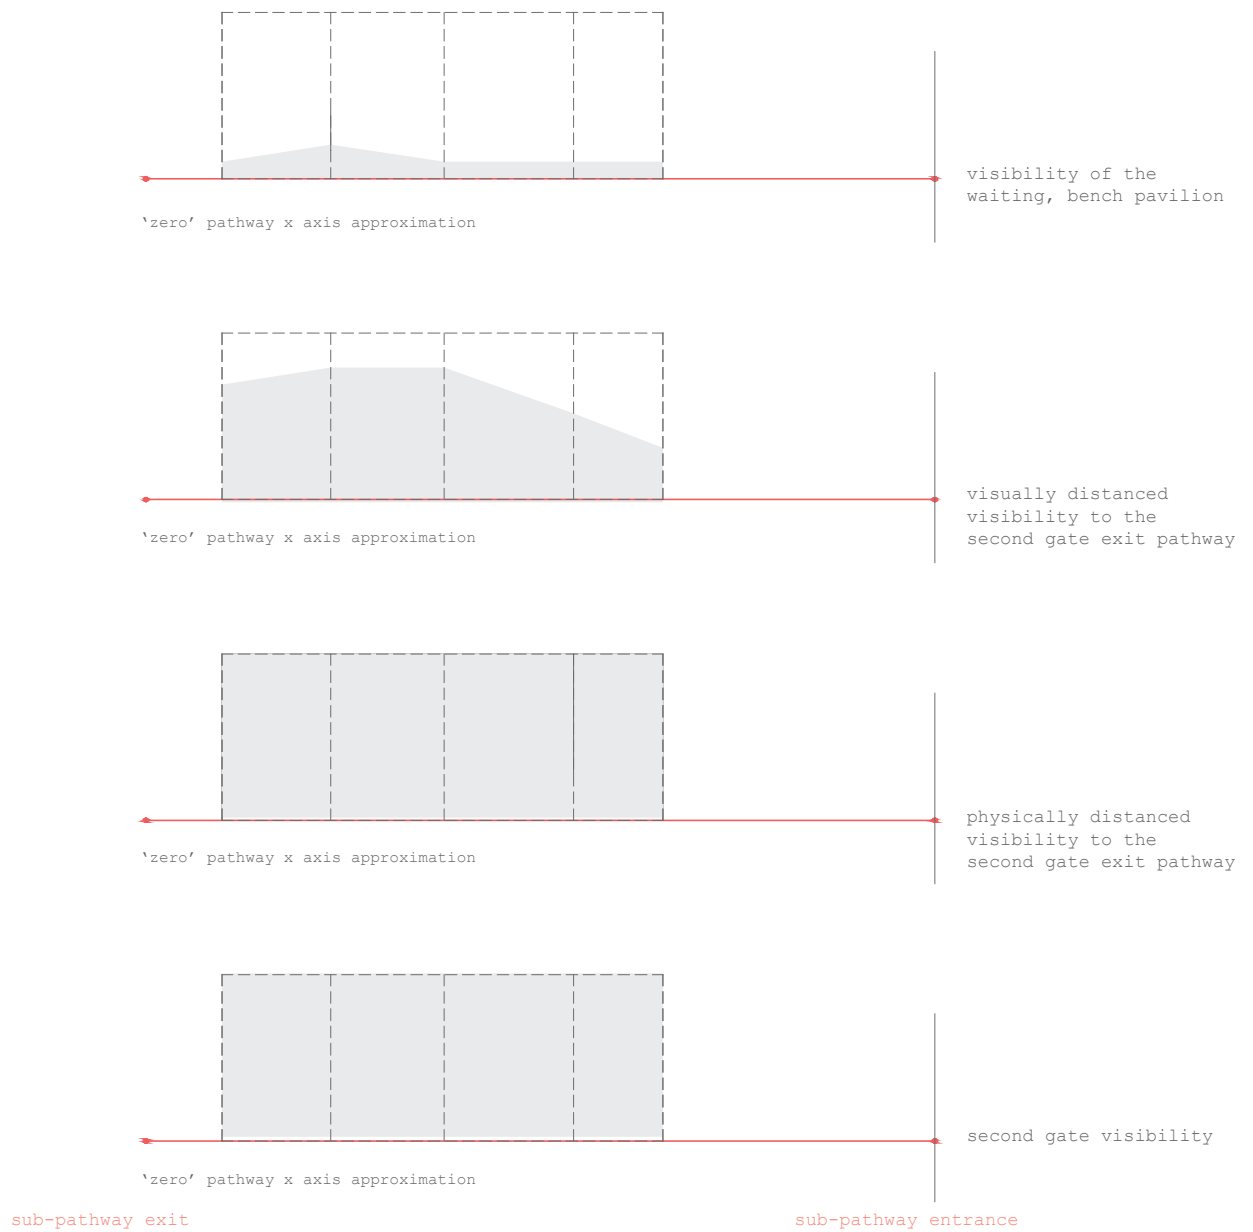 visibility of the
waiting, bench pavilion
‘zero’ pathway x axis approximation
visually distanced
visibility to the
second gate exit pathway
‘zero’ pathway x axis approximation
physically distanced
visibility to the
second gate exit pathway
‘zero’ pathway x axis approximation
second gate visibility
‘zero’ pathway x axis approximation
sub-pathway exit
sub-pathway entrance